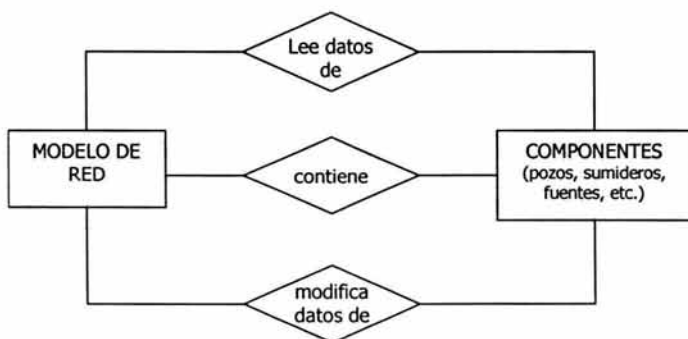 Lee datos
de
MODELO DE
RED
contiene
COMPONENTES
(pozos, sumideros,
fuentes, etc.)
modifica
datos de